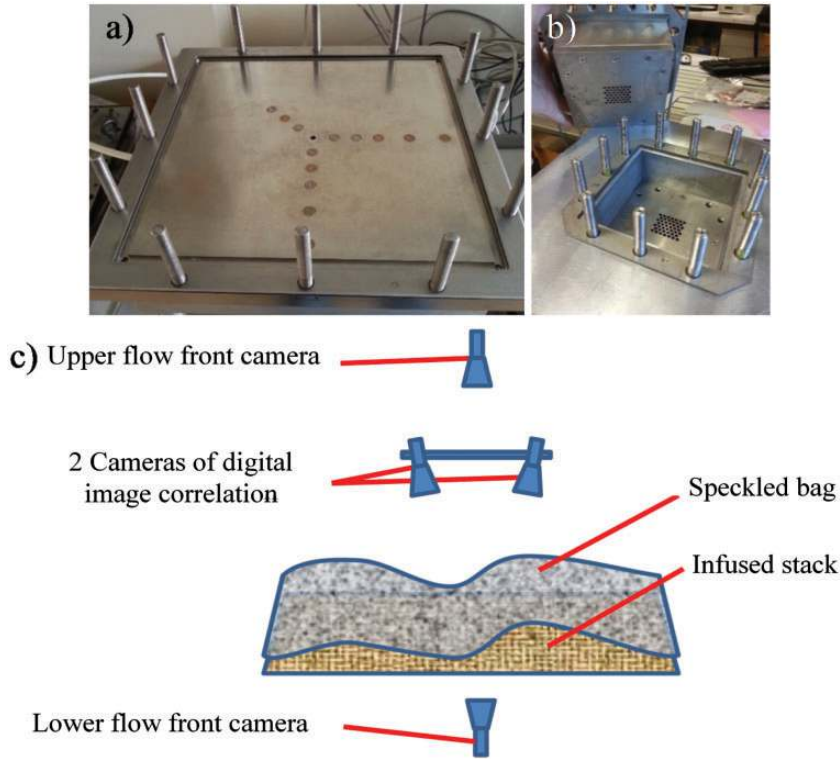 a)
b)
c) Upper flow front camera
2 Cameras of digital
image correlation
Speckled bag
Infused stack
Lower flow front camera